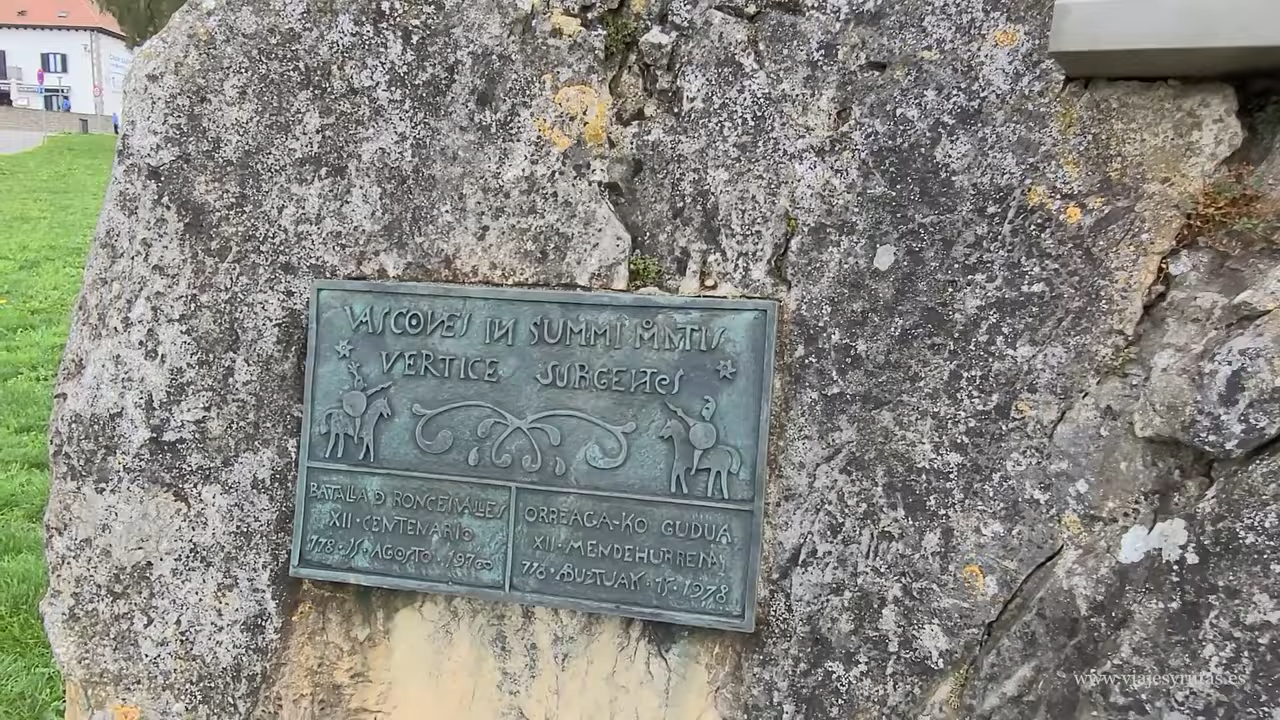 VASCONES IN SUMMI MONTIS
VERTICE SURGENTES
BATALLA D RONCESVALLES
XII·CENTENARIO
778·15·AGOSTO·1978
ORREAGA-KO GUDUA
XII·MENDEHURRENA
778·ABUZTUAK·15·1978
www.viajesyrutas.es